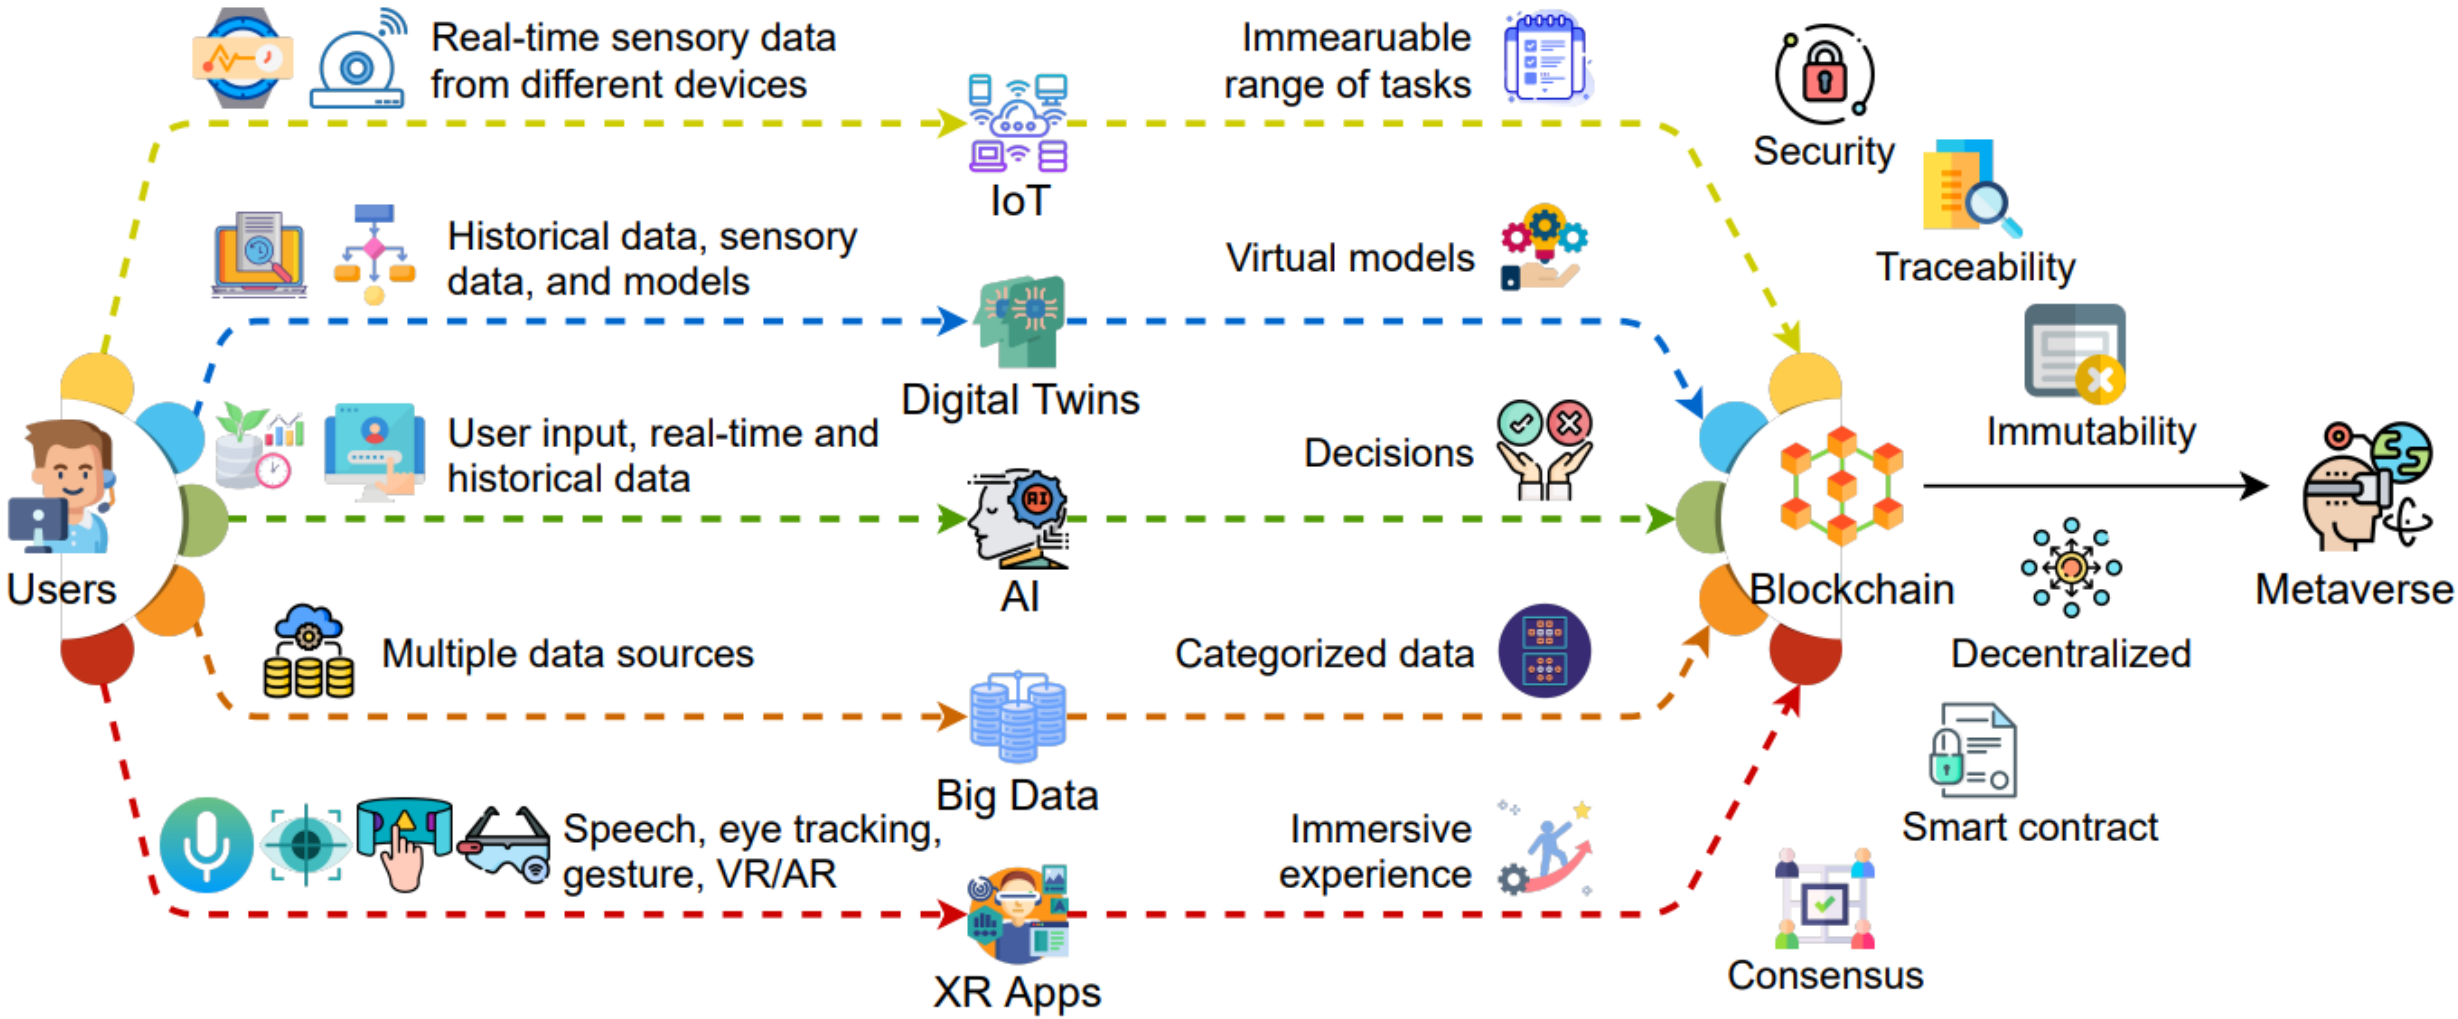 Real-time sensory data
from different devices
IoT
Immearuable
range of tasks
Historical data, sensory
data, and models
Digital Twins
Virtual models
User input, real-time and
historical data
AI
Decisions
Multiple data sources
Big Data
Categorized data
Speech, eye tracking,
gesture, VR/AR
XR Apps
Immersive
experience
Users
Blockchain
Security
Traceability
Immutability
Decentralized
Smart contract
Consensus
Metaverse
AI